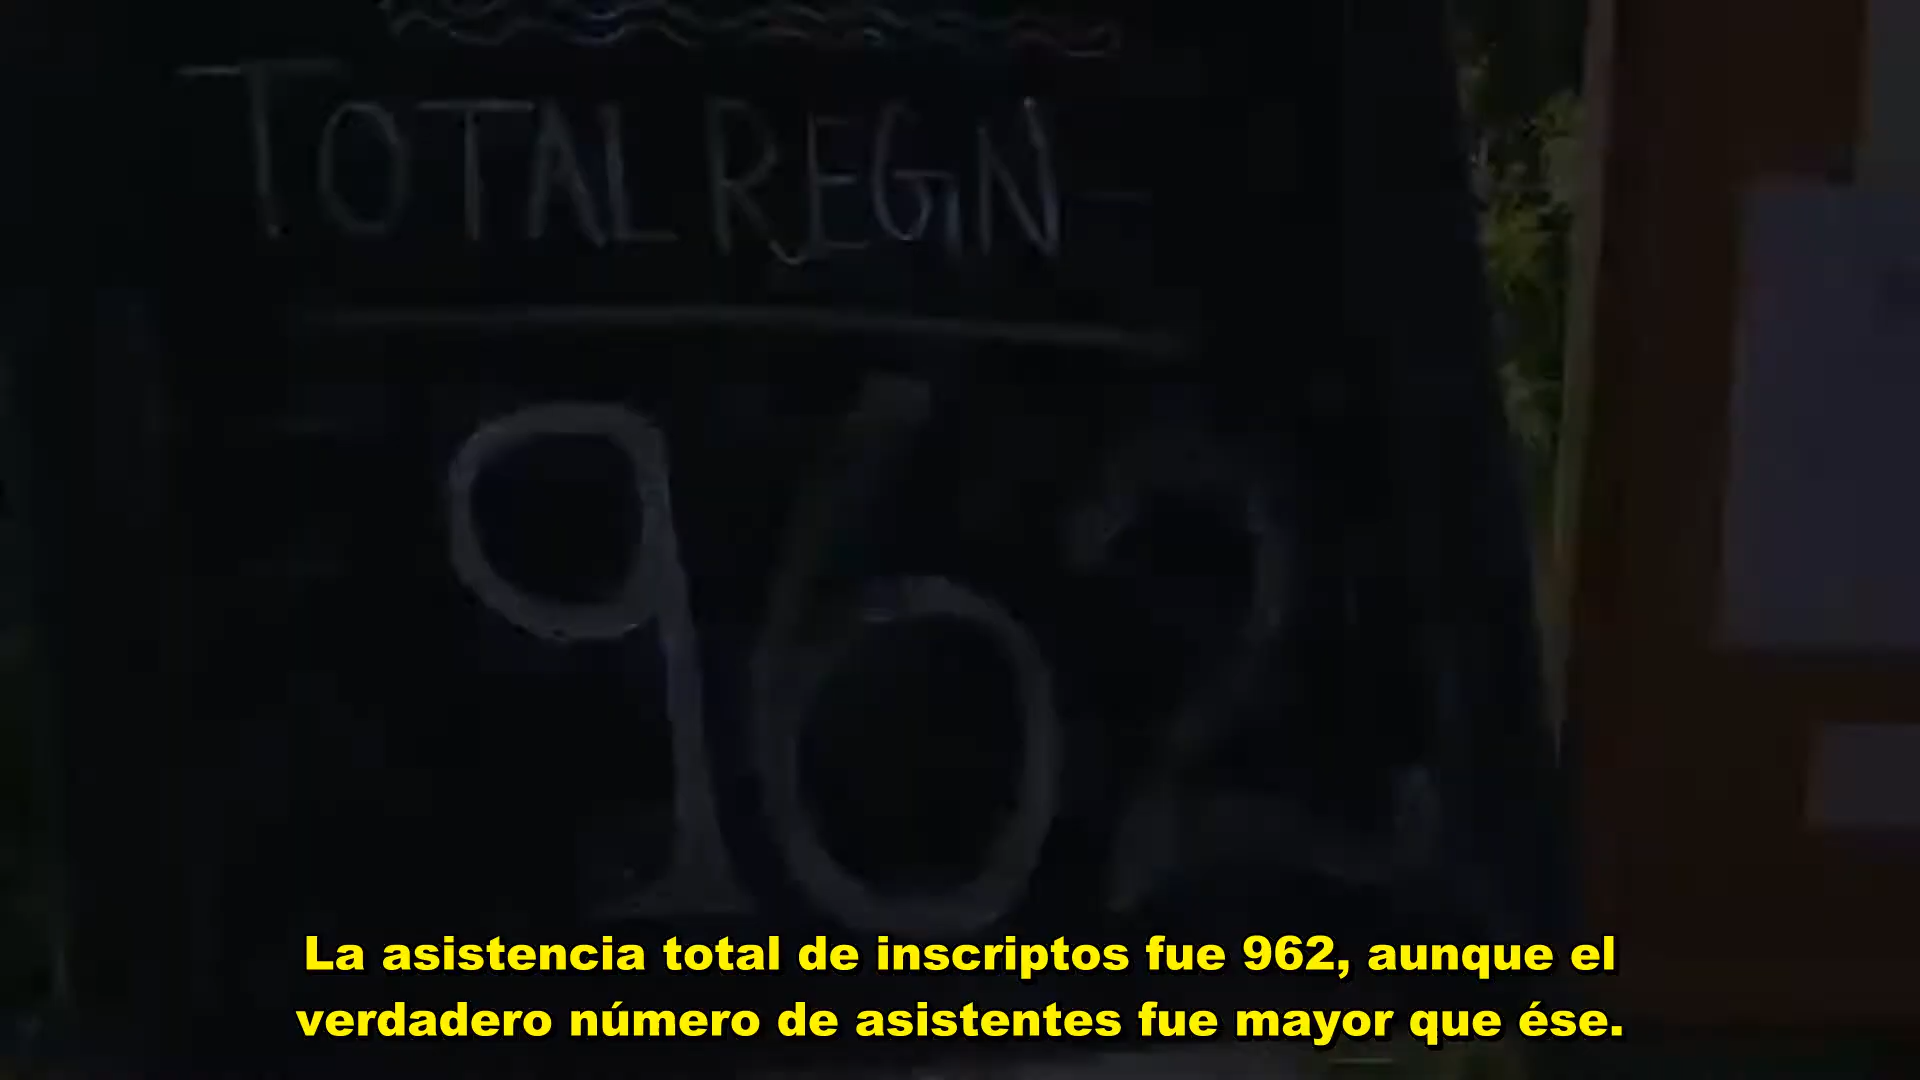 TOTAL REGN-
962
La asistencia total de inscriptos fue 962, aunque el
verdadero número de asistentes fue mayor que ése.